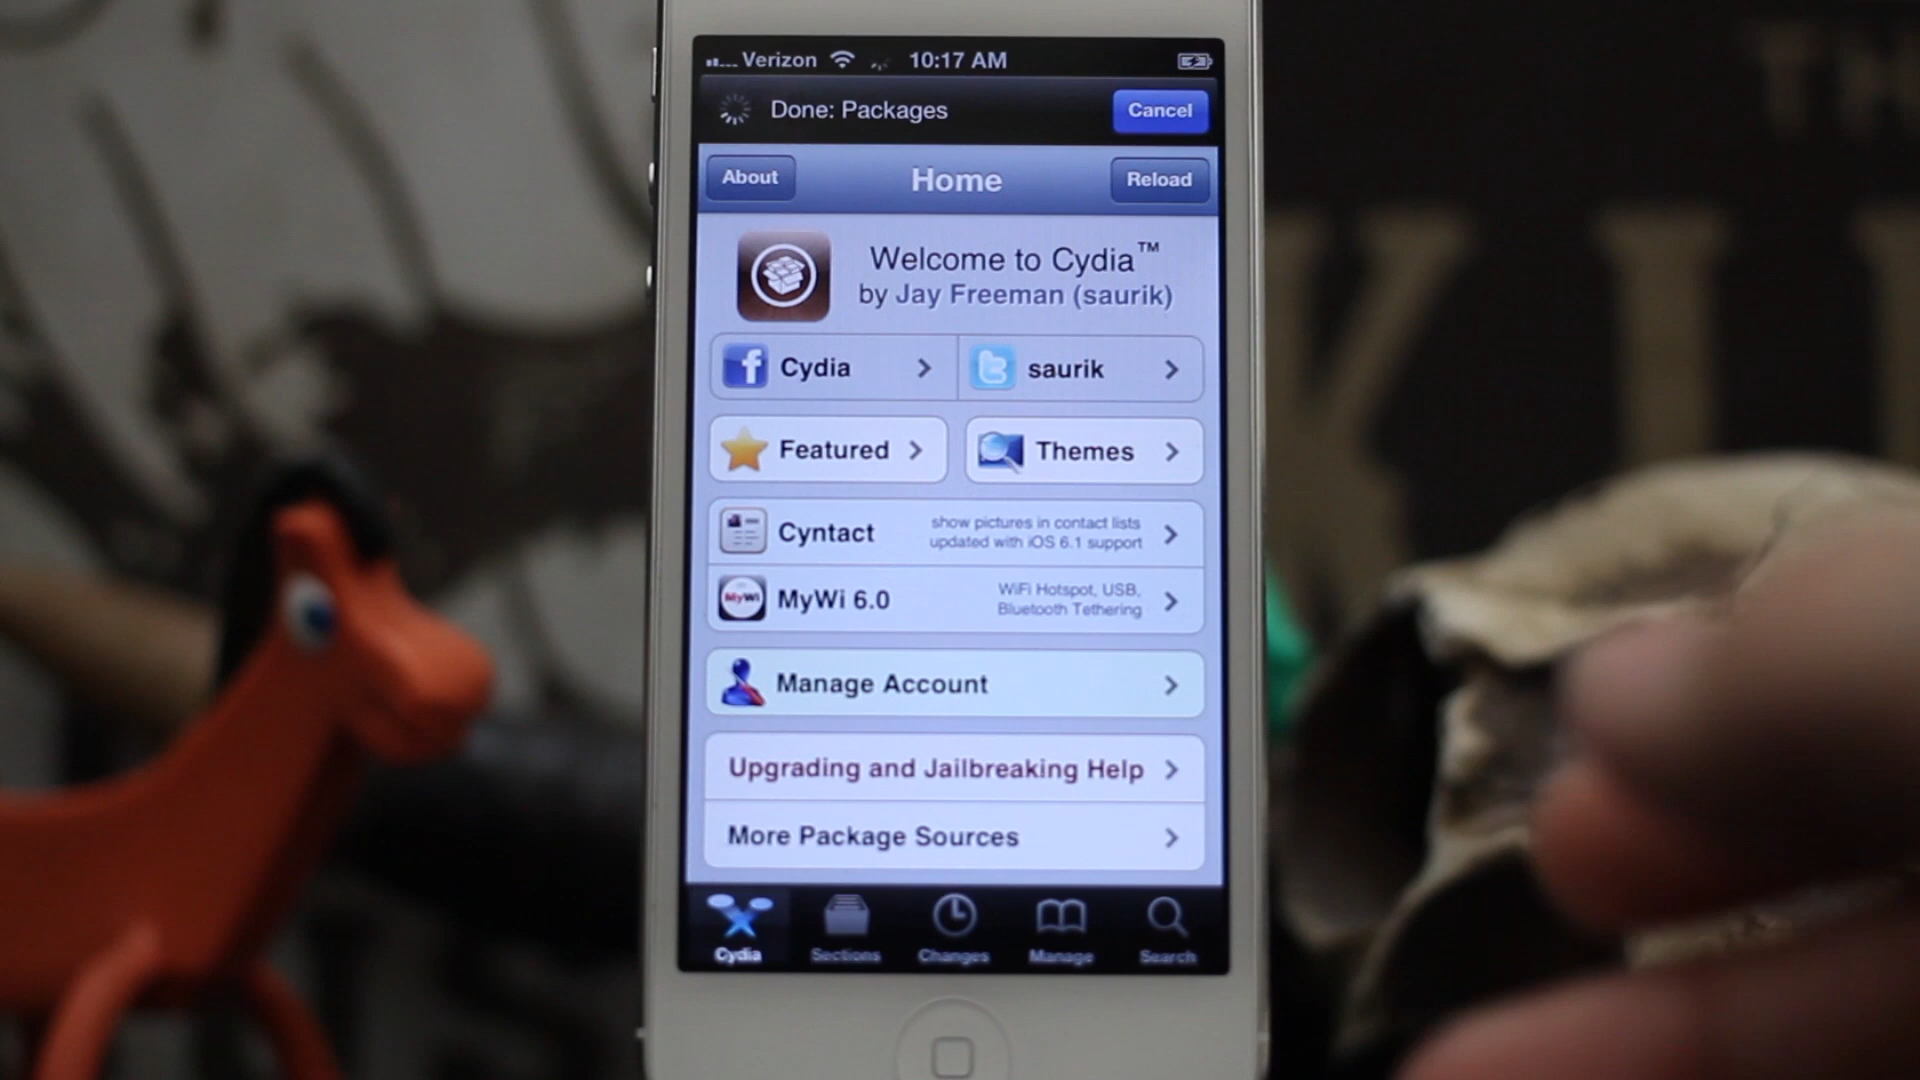 Verizon 10:17 AM
Done: Packages Cancel
About Home Reload
Welcome to Cydia™
by Jay Freeman (saurik)
Cydia saurik
Featured Themes
Cyntact show pictures in contact lists
updated with iOS 6.1 support
MyWi MyWi 6.0 WiFi Hotspot, USB,
Bluetooth Tethering
Manage Account
Upgrading and Jailbreaking Help
More Package Sources
Cydia Sections Changes Manage Search
TH